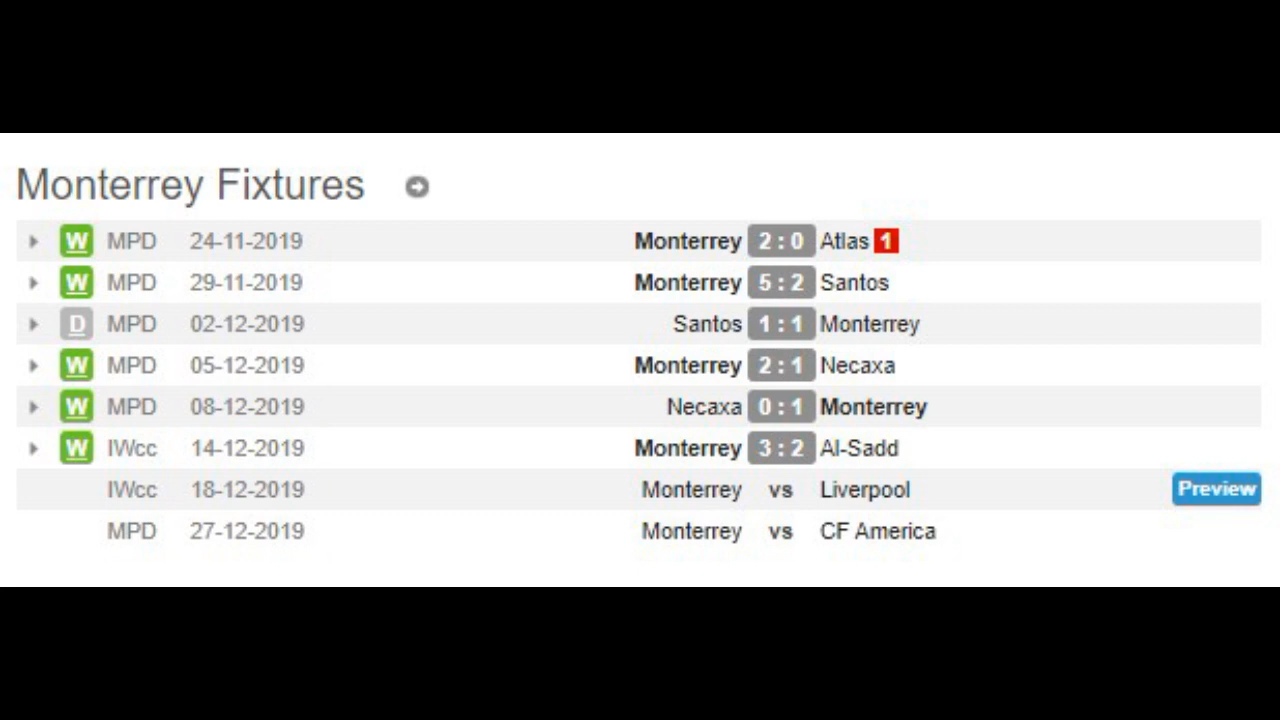 Monterrey Fixtures
W MPD 24-11-2019 Monterrey 2 : 0 Atlas 1
W MPD 29-11-2019 Monterrey 5 : 2 Santos
D MPD 02-12-2019 Santos 1 : 1 Monterrey
W MPD 05-12-2019 Monterrey 2 : 1 Necaxa
W MPD 08-12-2019 Necaxa 0 : 1 Monterrey
W IWcc 14-12-2019 Monterrey 3 : 2 Al-Sadd
IWcc 18-12-2019 Monterrey vs Liverpool Preview
MPD 27-12-2019 Monterrey vs CF America